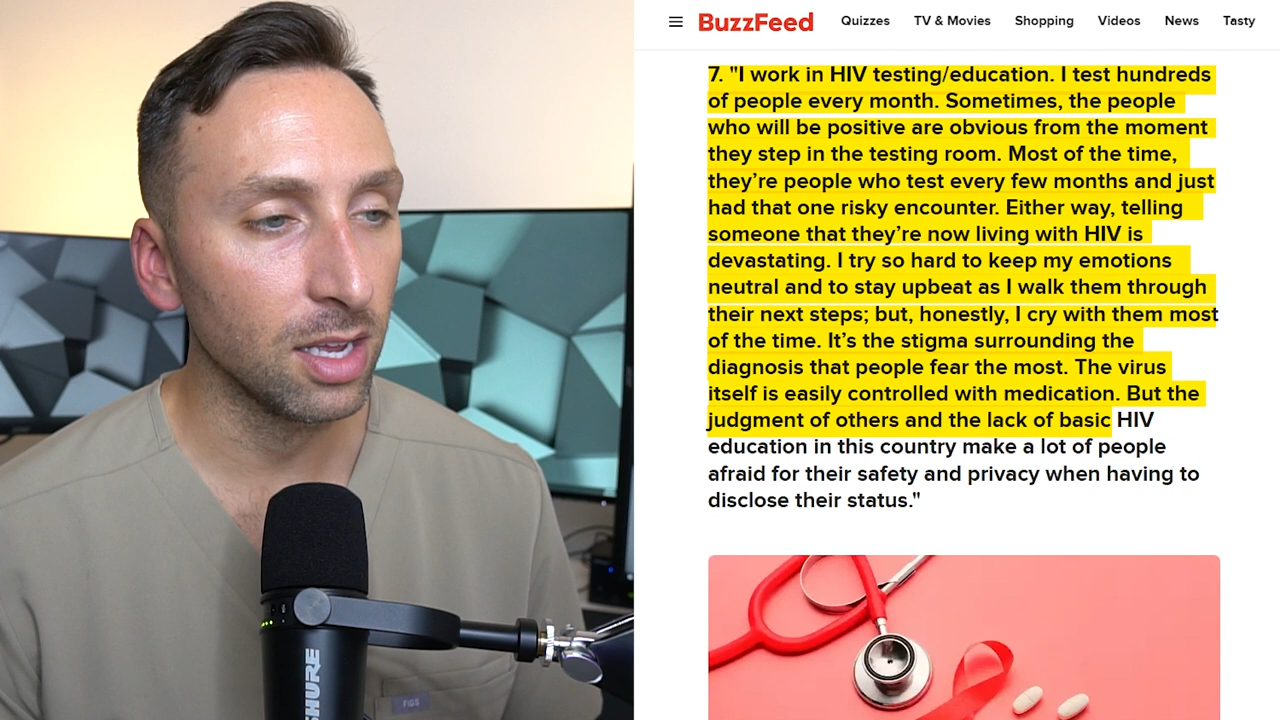 BuzzFeed
Quizzes TV & Movies Shopping Videos News Tasty
7. "I work in HIV testing/education. I test hundreds
of people every month. Sometimes, the people
who will be positive are obvious from the moment
they step in the testing room. Most of the time,
they’re people who test every few months and just
had that one risky encounter. Either way, telling
someone that they’re now living with HIV is
devastating. I try so hard to keep my emotions
neutral and to stay upbeat as I walk them through
their next steps; but, honestly, I cry with them most
of the time. It’s the stigma surrounding the
diagnosis that people fear the most. The virus
itself is easily controlled with medication. But the
judgment of others and the lack of basic HIV
education in this country make a lot of people
afraid for their safety and privacy when having to
disclose their status."
SHURE
FIGS